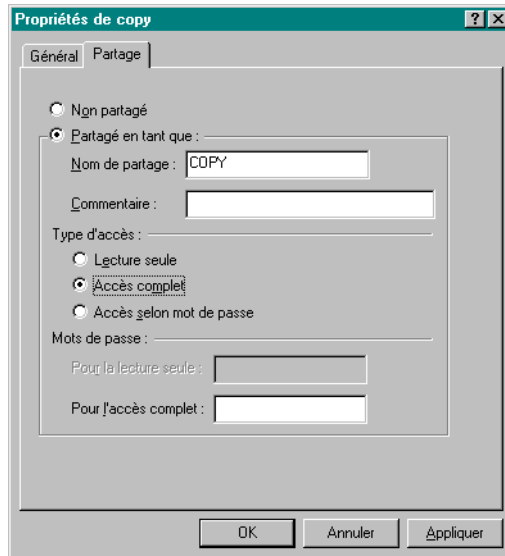 Propriétés de copy
Général Partage
Non partagé
Partagé en tant que :
Nom de partage : COPY
Commentaire :
Type d'accès :
Lecture seule
Accès complet
Accès selon mot de passe
Mots de passe :
Pour la lecture seule :
Pour l'accès complet :
OK Annuler Appliquer